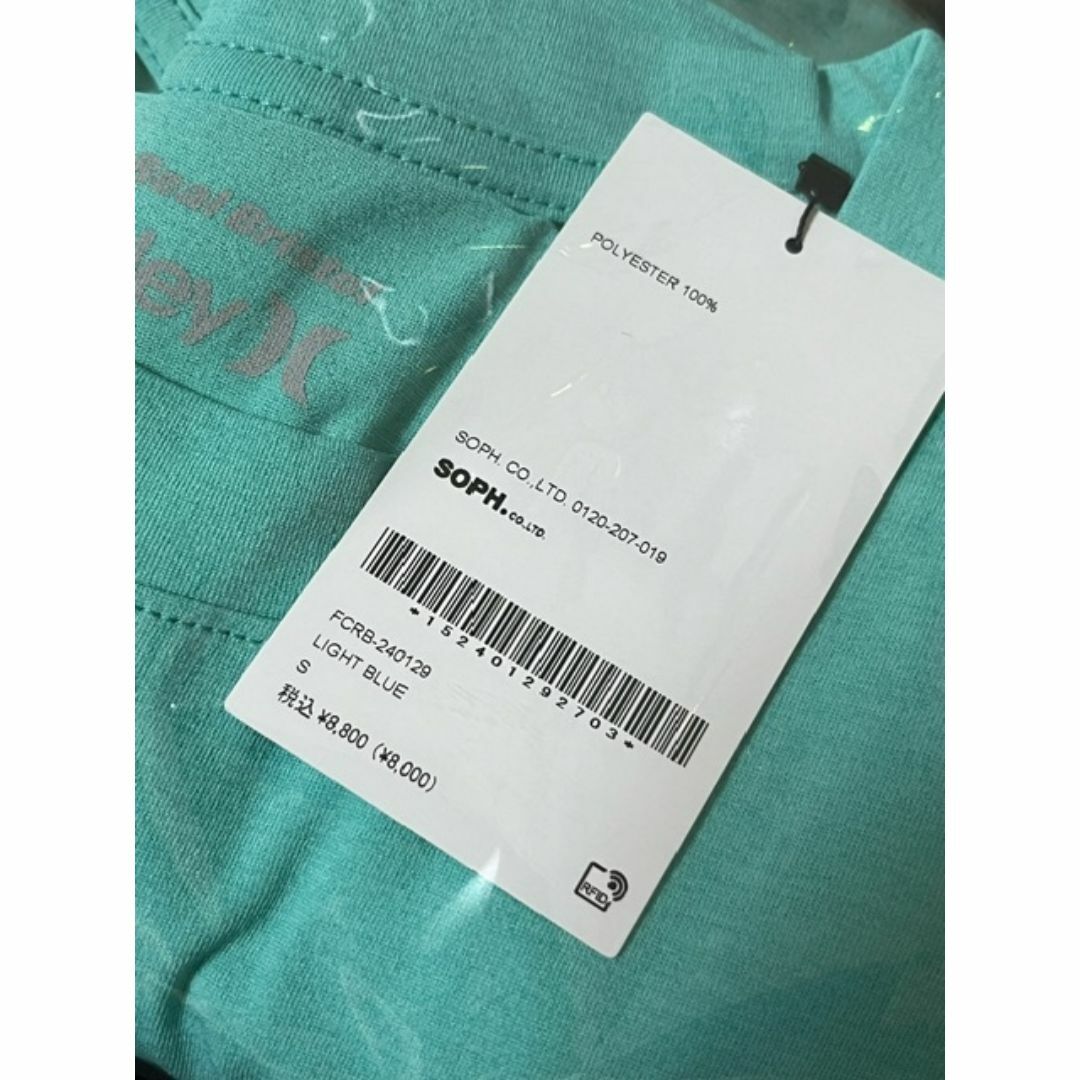 POLYESTER 100%
SOPH. CO.,LTD. 0120-207-019
SOPH. CO.,LTD.
*152401292703*
FCRB-240129
LIGHT BLUE
S
税込 ¥8,800 (¥8,000)
RFID